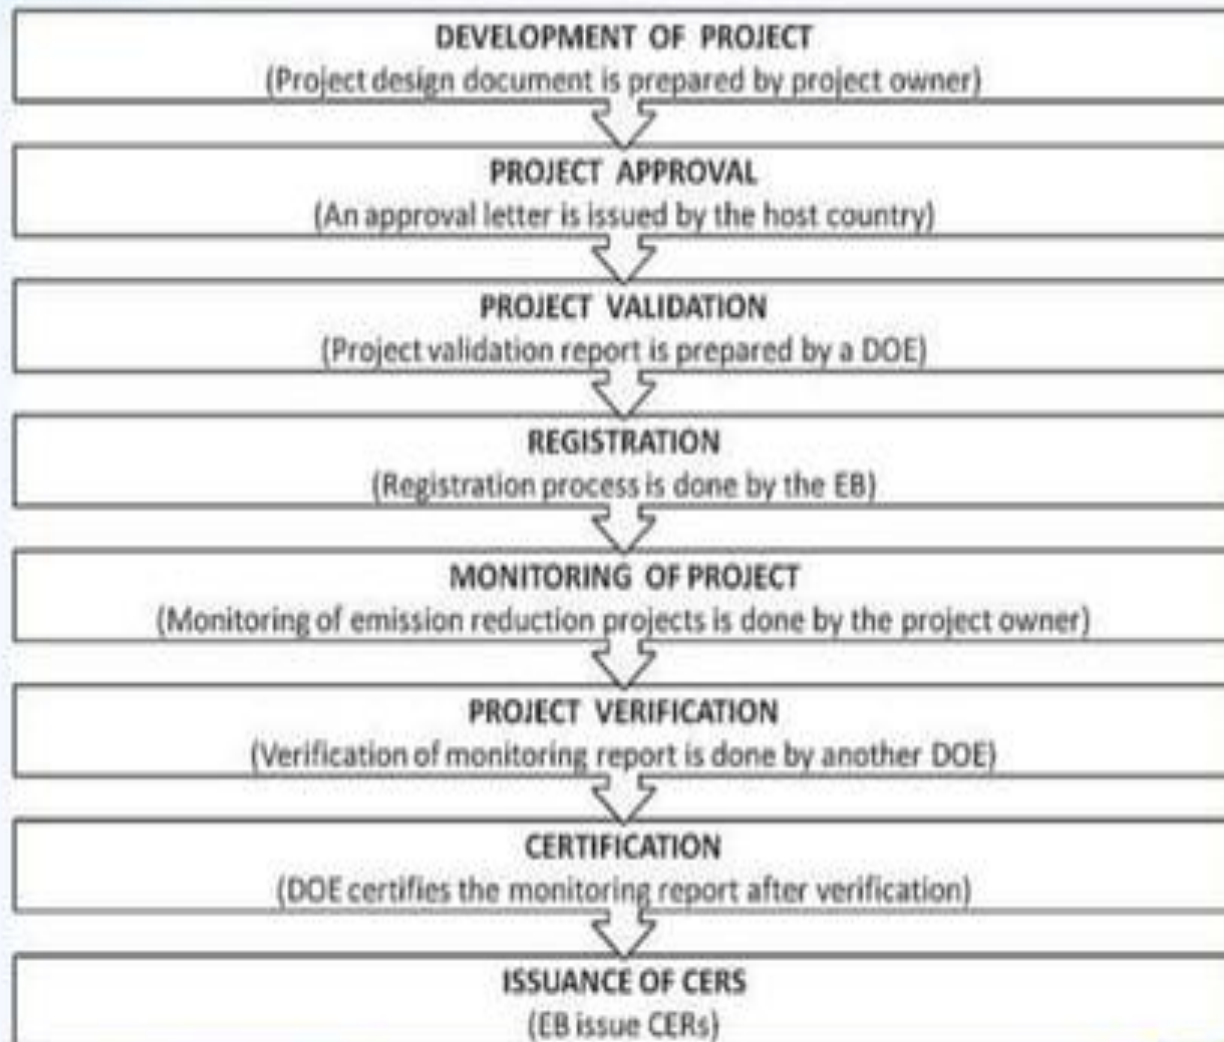 DEVELOPMENT OF PROJECT
(Project design document is prepared by project owner)
PROJECT APPROVAL
(An approval letter is issued by the host country)
PROJECT VALIDATION
(Project validation report is prepared by a DOE)
REGISTRATION
(Registration process is done by the EB)
MONITORING OF PROJECT
(Monitoring of emission reduction projects is done by the project owner)
PROJECT VERIFICATION
(Verification of monitoring report is done by another DOE)
CERTIFICATION
(DOE certifies the monitoring report after verification)
ISSUANCE OF CERS
(EB issue CERs)